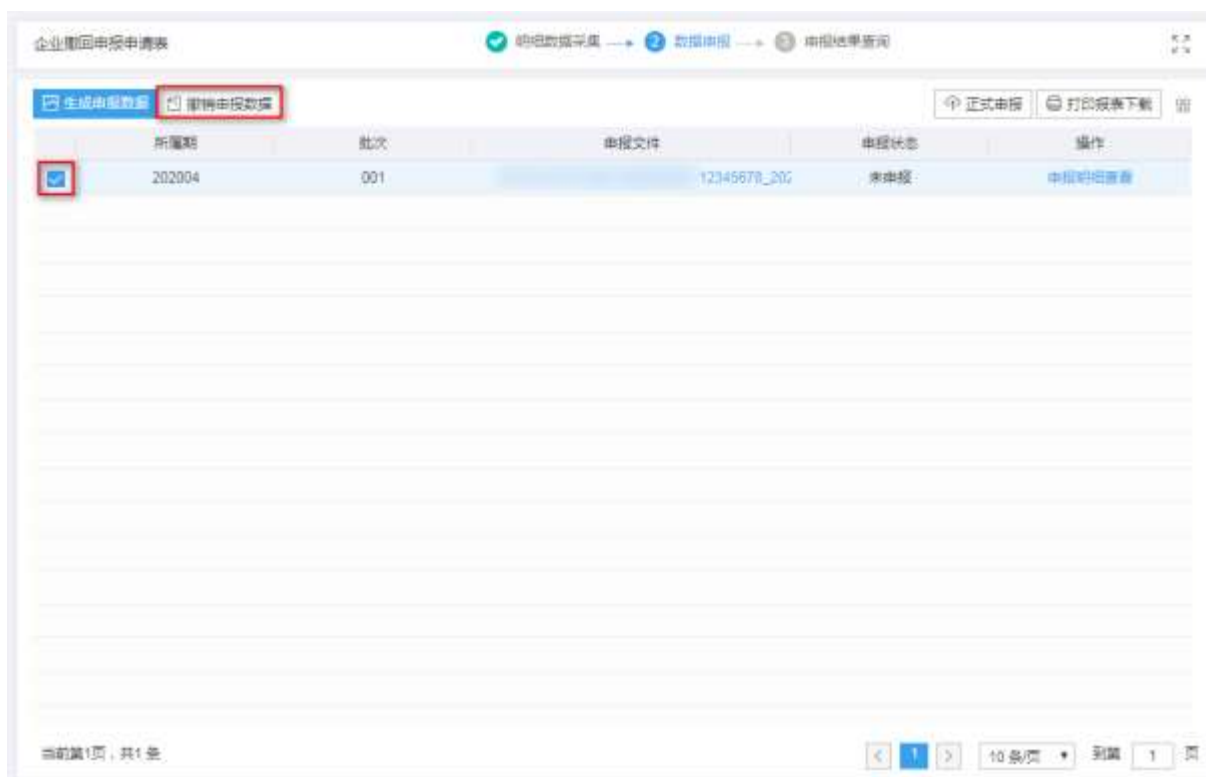 企业撤回申报申请表
明细数据采集 2 数据申报 3 申报结果查询
生成申报数据 撤销申报数据 正式申报 打印报表下载
所属期 批次 申报文件 申报状态 操作
202004 001 12345678_202 未申报 申报明细查看
当前第1页,共1条 < 1 > 10 条/页 到第 1 页